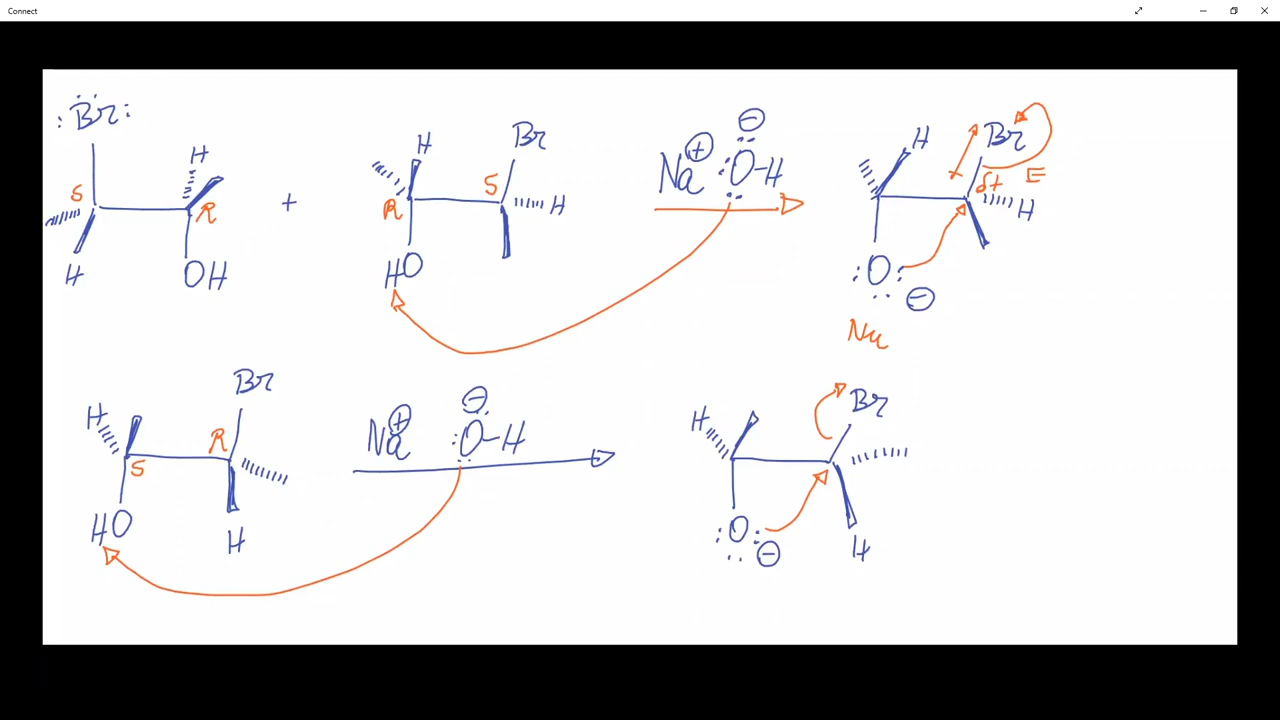 Connect
:Br:
S
H
R
H
OH
+
H
Br
R
S
H
HO
Na⊕ :O-H ⊖
H
Br
δ+
E
H
:O: ⊖
Nu
H
Br
R
S
HO
H
Na⊕ :O-H ⊖
H
Br
:O: ⊖
H